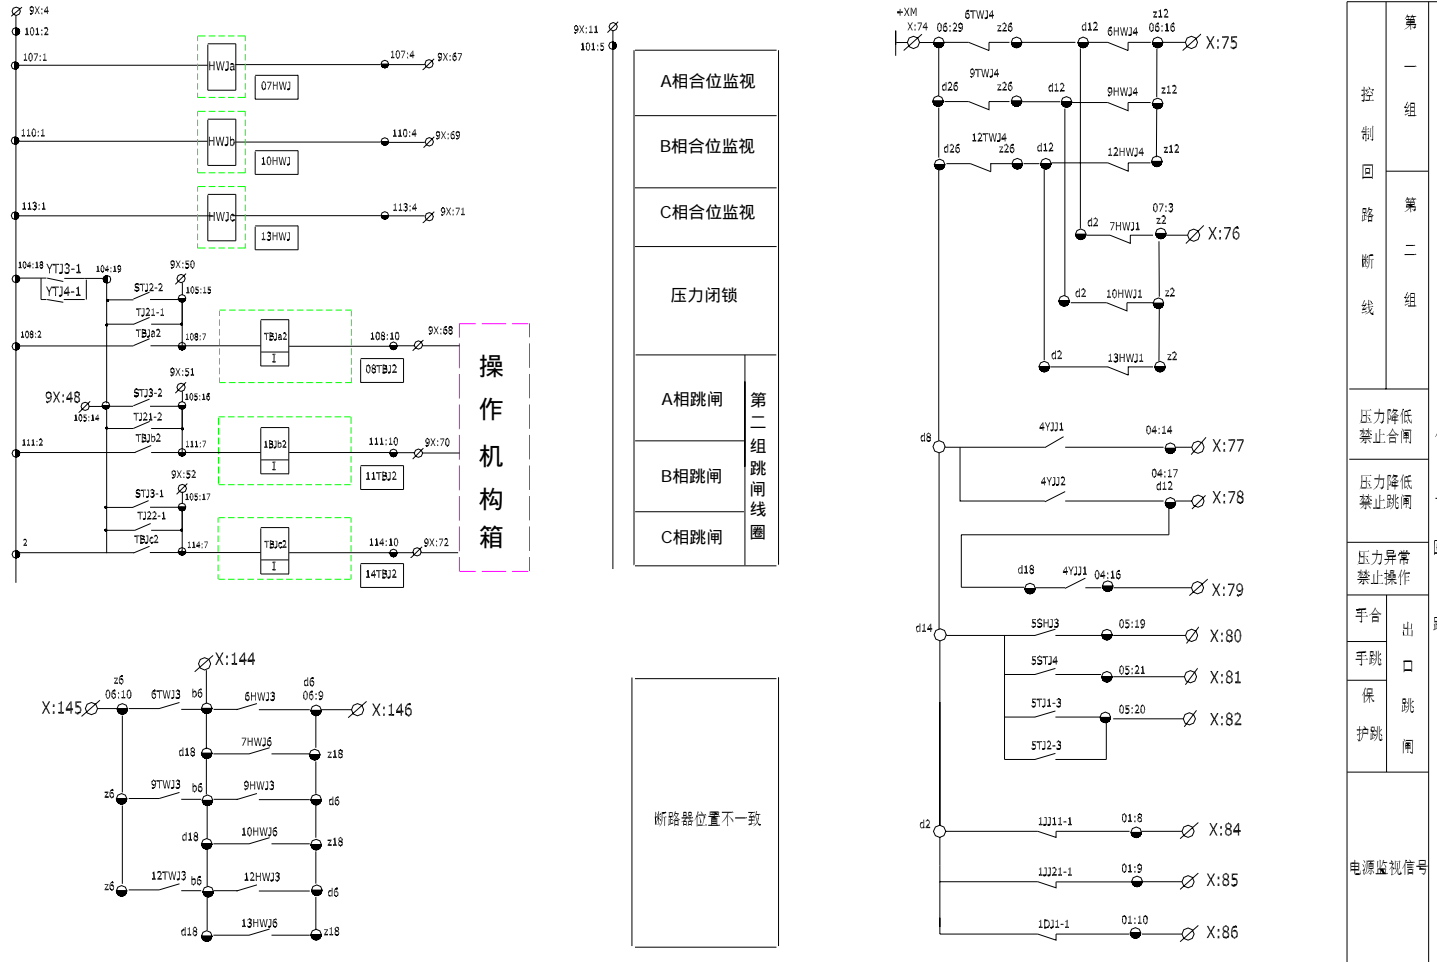 9X:4
101:2
107:1
HWJa
07HWJ
107:4
9X:67
110:1
HWJb
10HWJ
110:4
9X:69
113:1
HWJc
13HWJ
113:4
9X:71
104:18
YTJ3-1
YTJ4-1
104:19
9X:50
STJ2-2
105:15
TJ21-1
108:2
TBJa2
108:7
TBJa2
I
108:10
9X:68
08TBJ2
9X:51
9X:48
105:14
STJ3-2
105:16
TJ21-2
111:2
TBJb2
111:7
1BJb2
I
111:10
9X:70
11TBJ2
9X:52
STJ3-1
105:17
TJ22-1
2
TBJc2
114:7
TBJc2
I
114:10
9X:72
14TBJ2
操
作
机
构
箱
9X:11
101:5
A相合位监视
B相合位监视
C相合位监视
压力闭锁
A相跳闸
B相跳闸
C相跳闸
第
二
组
跳
闸
线
圈
X:144
z6
06:10
X:145
6TWJ3
b6
6HWJ3
d6
06:9
X:146
d18
7HWJ6
z18
z6
9TWJ3
b6
9HWJ3
d6
d18
10HWJ6
z18
z6
12TWJ3
b6
12HWJ3
d6
d18
13HWJ6
z18
断路器位置不一致
+XM
X:74
06:29
6TWJ4
z26
d12
6HWJ4
z12
06:16
X:75
d26
9TWJ4
z26
d12
9HWJ4
z12
d26
12TWJ4
z26
d12
12HWJ4
z12
d2
7HWJ1
07:3
z2
X:76
d2
10HWJ1
z2
d2
13HWJ1
z2
d8
4YJJ1
04:14
X:77
4YJJ2
04:17
d12
X:78
d18
4YJJ1
04:16
X:79
d14
5SHJ3
05:19
X:80
5STJ4
05:21
X:81
5TJ1-3
05:20
X:82
5TJ2-3
d2
1JJ11-1
01:8
X:84
1JJ21-1
01:9
X:85
1DJ1-1
01:10
X:86
控
制
回
路
断
线
第
一
组
第
二
组
压力降低
禁止合闸
压力降低
禁止跳闸
压力异常
禁止操作
手合
手跳
保
护跳
出
口
跳
闸
电源监视信号